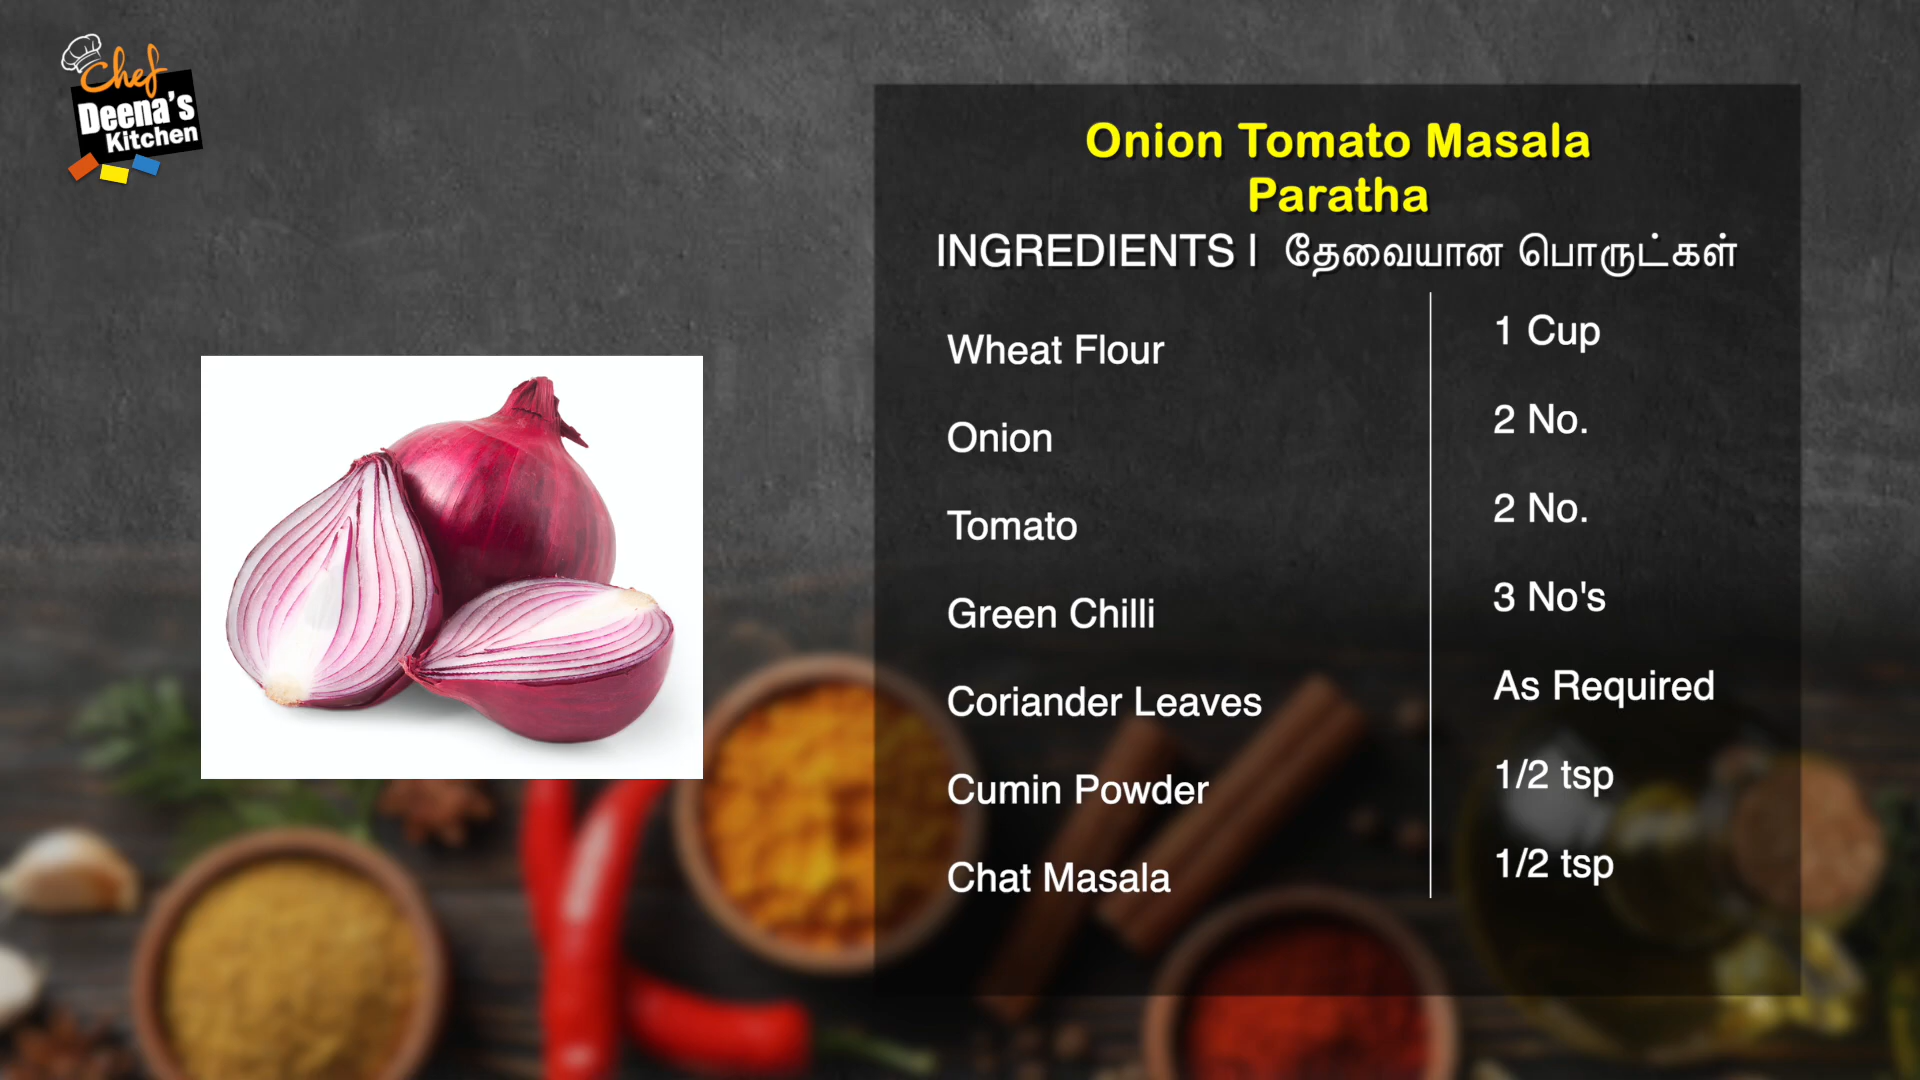 Chef
Deena's
Kitchen
Onion Tomato Masala
Paratha
INGREDIENTS | தேவையான பொருட்கள்
Wheat Flour 1 Cup
Onion 2 No.
Tomato 2 No.
Green Chilli 3 No's
Coriander Leaves As Required
Cumin Powder 1/2 tsp
Chat Masala 1/2 tsp